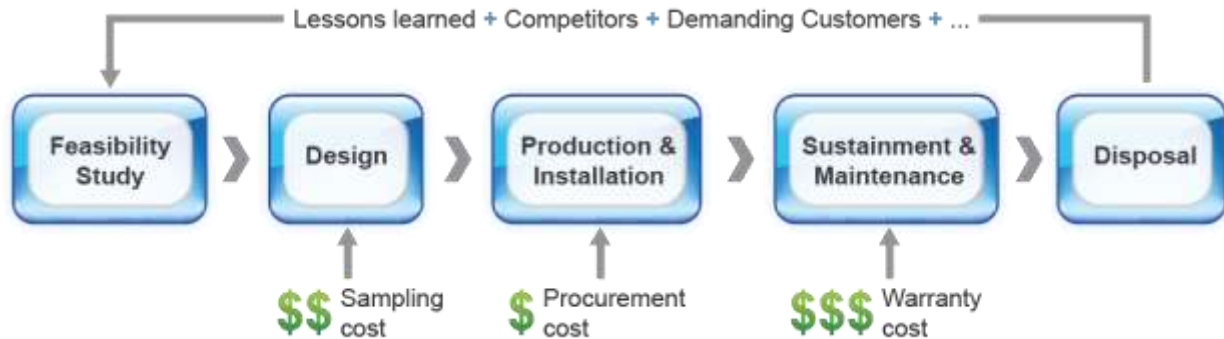 Lessons learned + Competitors + Demanding Customers + ...
Feasibility
Study
Design
Production &
Installation
Sustainment &
Maintenance
Disposal
$$ Sampling
cost
$ Procurement
cost
$$$ Warranty
cost